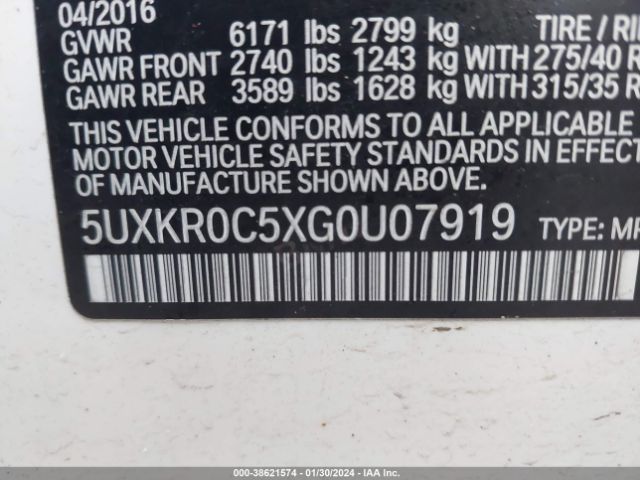 04/2016 TIRE /
GVWR 6171 lbs 2799 kg
GAWR FRONT 2740 lbs 1243 kg WITH 275/40 R
GAWR REAR 3589 lbs 1628 kg WITH 315/35 R
THIS VEHICLE CONFORMS TO ALL APPLICABLE
MOTOR VEHICLE SAFETY STANDARDS IN EFFECT
OF MANUFACTURE SHOWN ABOVE.
5UXKR0C5XG0U07919 TYPE: MP
000-38621574 | 01/30/2024 - IAA Inc.